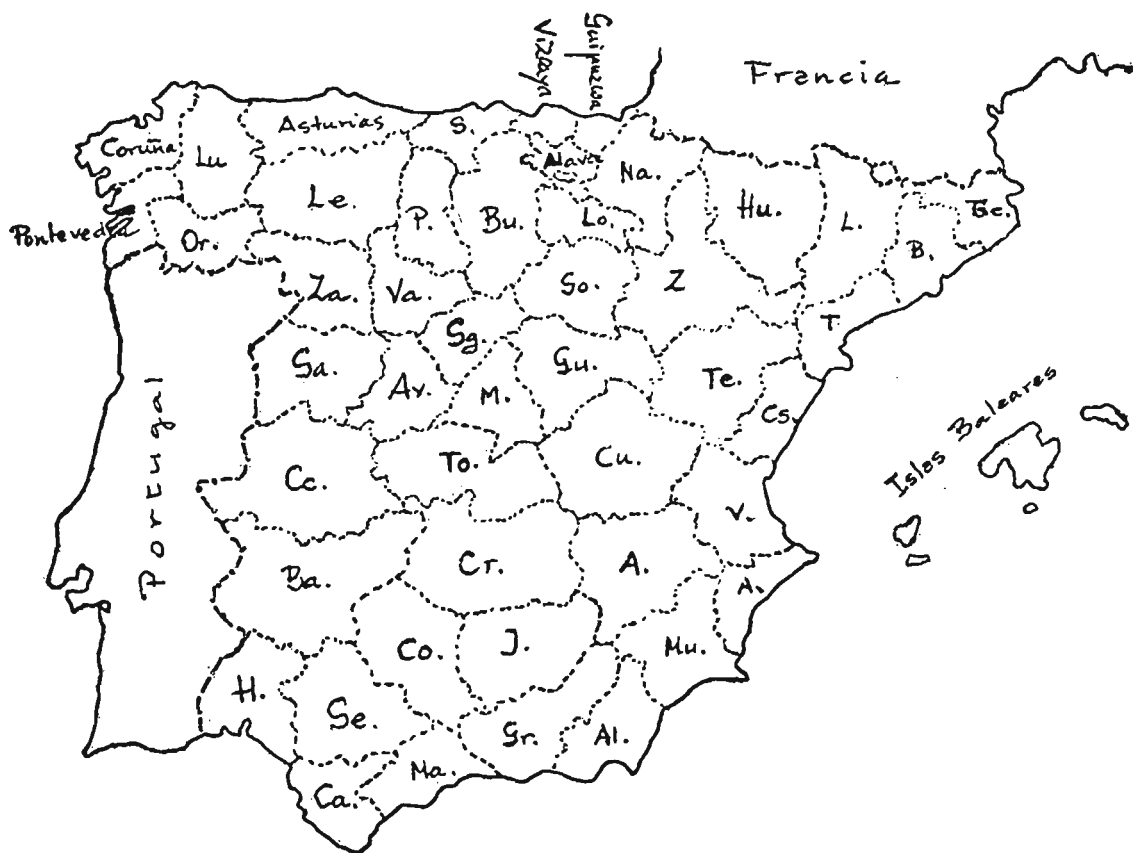 Vizcaya
Guipuzcoa
Francia
Coruña
Lu
Asturias
S.
Alava
Na.
Pontevedra
Or.
Le.
P.
Bu.
Lo.
Hu.
L.
B.
Ge.
Za.
Va.
So.
Z
T.
Sa.
Av.
Sg.
M.
Gu.
Te.
Cs.
Islas Baleares
Portugal
Cc.
To.
Cu.
V.
Ba.
Cr.
A.
A.
H.
Co.
J.
Mu.
Se.
Gr.
Al.
Ca.
Ma.